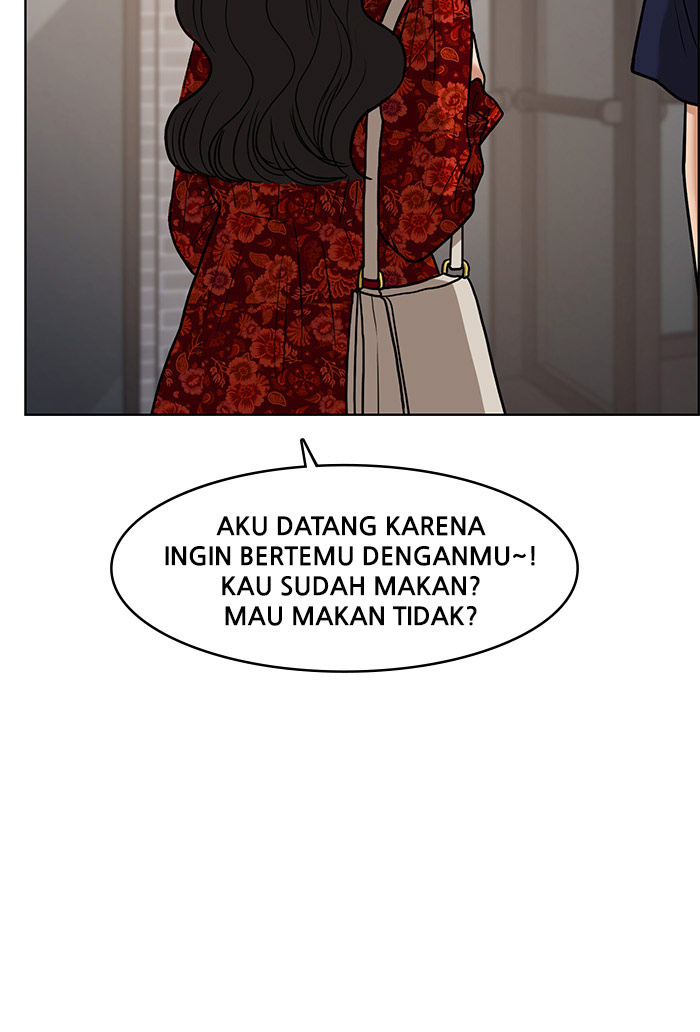 AKU DATANG KARENA
INGIN BERTEMU DENGANMU~!
KAU SUDAH MAKAN?
MAU MAKAN TIDAK?